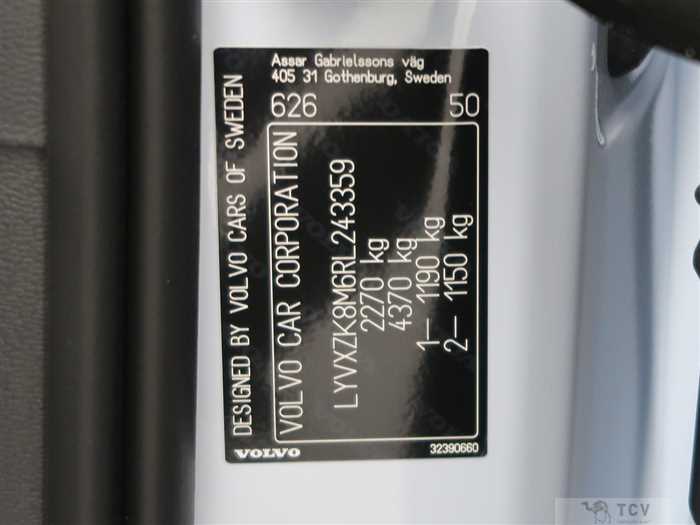 Assar Gabrielssons väg
405 31 Gothenburg, Sweden
626 50
DESIGNED BY VOLVO CARS OF SWEDEN
VOLVO CAR CORPORATION
LYVXZK8M6RL243359
2270 kg
4370 kg
1– 1190 kg
2– 1150 kg
VOLVO
32390660
TCV